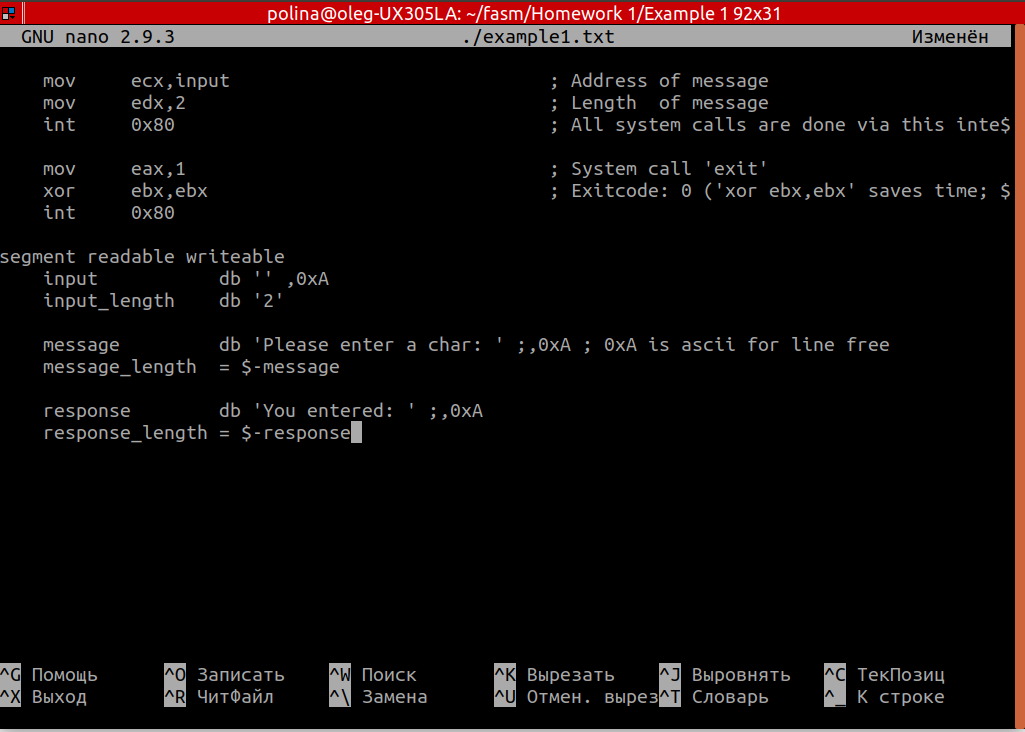 polina@oleg-UX305LA: ~/fasm/Homework 1/Example 1 92x31
GNU nano 2.9.3 ./example1.txt Изменён
mov ecx,input ; Address of message
mov edx,2 ; Length  of message
int 0x80 ; All system calls are done via this inte$
mov eax,1 ; System call 'exit'
xor ebx,ebx ; Exitcode: 0 ('xor ebx,ebx' saves time; $
int 0x80
segment readable writeable
input db '' ,0xA
input_length db '2'
message db 'Please enter a char: ' ;,0xA ; 0xA is ascii for line free
message_length = $-message
response db 'You entered: ' ;,0xA
response_length = $-response
^G Помощь ^O Записать ^W Поиск ^K Вырезать ^J Выровнять ^C ТекПозиц
^X Выход ^R ЧитФайл ^\ Замена ^U Отмен. вырез ^T Словарь ^_ К строке